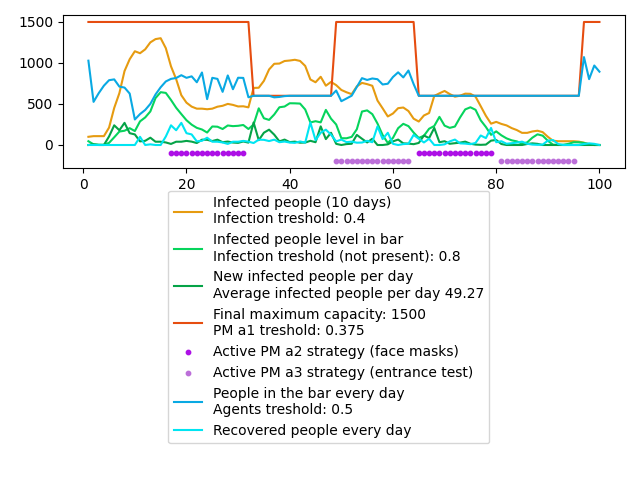 1500
1000
500
0
0 20 40 60 80 100
Infected people (10 days)
Infection treshold: 0.4
Infected people level in bar
Infection treshold (not present): 0.8
New infected people per day
Average infected people per day 49.27
Final maximum capacity: 1500
PM a1 treshold: 0.375
Active PM a2 strategy (face masks)
Active PM a3 strategy (entrance test)
People in the bar every day
Agents treshold: 0.5
Recovered people every day